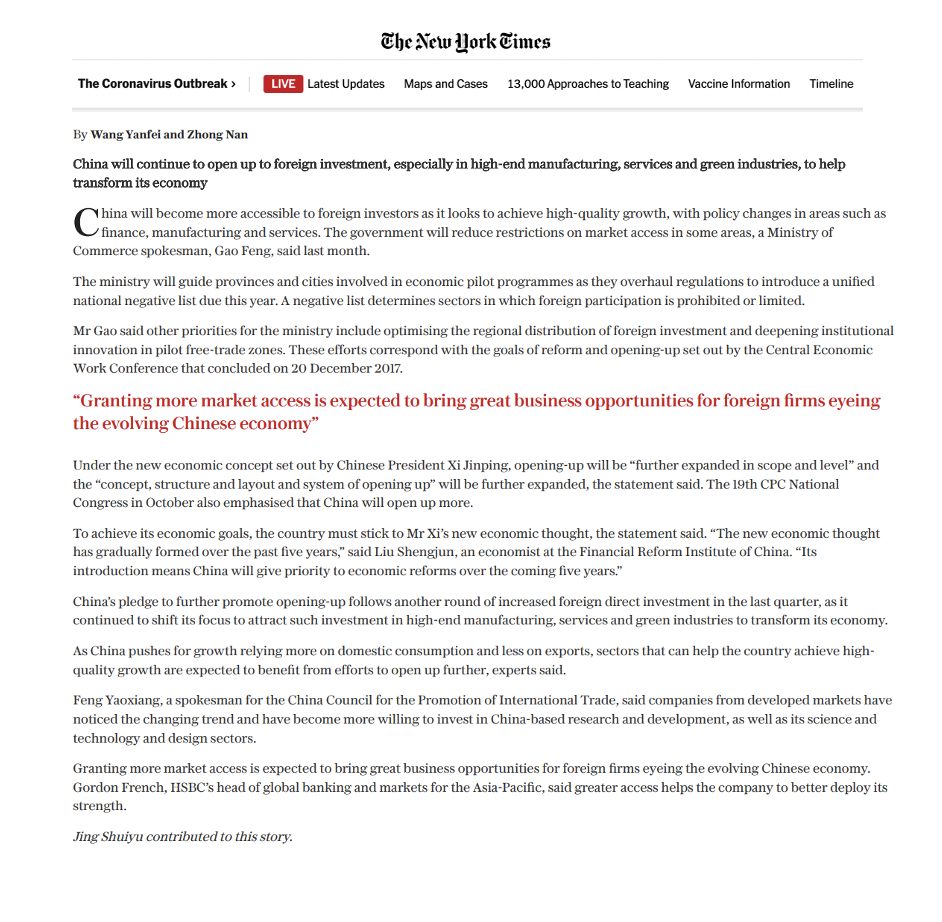 The New York Times
The Coronavirus Outbreak › LIVE Latest Updates Maps and Cases 13,000 Approaches to Teaching Vaccine Information Timeline
By Wang Yanfei and Zhong Nan
China will continue to open up to foreign investment, especially in high-end manufacturing, services and green industries, to help
transform its economy
China will become more accessible to foreign investors as it looks to achieve high-quality growth, with policy changes in areas such as
finance, manufacturing and services. The government will reduce restrictions on market access in some areas, a Ministry of
Commerce spokesman, Gao Feng, said last month.
The ministry will guide provinces and cities involved in economic pilot programmes as they overhaul regulations to introduce a unified
national negative list due this year. A negative list determines sectors in which foreign participation is prohibited or limited.
Mr Gao said other priorities for the ministry include optimising the regional distribution of foreign investment and deepening institutional
innovation in pilot free-trade zones. These efforts correspond with the goals of reform and opening-up set out by the Central Economic
Work Conference that concluded on 20 December 2017.
“Granting more market access is expected to bring great business opportunities for foreign firms eyeing
the evolving Chinese economy”
Under the new economic concept set out by Chinese President Xi Jinping, opening-up will be “further expanded in scope and level” and
the “concept, structure and layout and system of opening up” will be further expanded, the statement said. The 19th CPC National
Congress in October also emphasised that China will open up more.
To achieve its economic goals, the country must stick to Mr Xi’s new economic thought, the statement said. “The new economic thought
has gradually formed over the past five years,” said Liu Shengjun, an economist at the Financial Reform Institute of China. “Its
introduction means China will give priority to economic reforms over the coming five years.”
China’s pledge to further promote opening-up follows another round of increased foreign direct investment in the last quarter, as it
continued to shift its focus to attract such investment in high-end manufacturing, services and green industries to transform its economy.
As China pushes for growth relying more on domestic consumption and less on exports, sectors that can help the country achieve high-
quality growth are expected to benefit from efforts to open up further, experts said.
Feng Yaoxiang, a spokesman for the China Council for the Promotion of International Trade, said companies from developed markets have
noticed the changing trend and have become more willing to invest in China-based research and development, as well as its science and
technology and design sectors.
Granting more market access is expected to bring great business opportunities for foreign firms eyeing the evolving Chinese economy.
Gordon French, HSBC’s head of global banking and markets for the Asia-Pacific, said greater access helps the company to better deploy its
strength.
Jing Shuiyu contributed to this story.